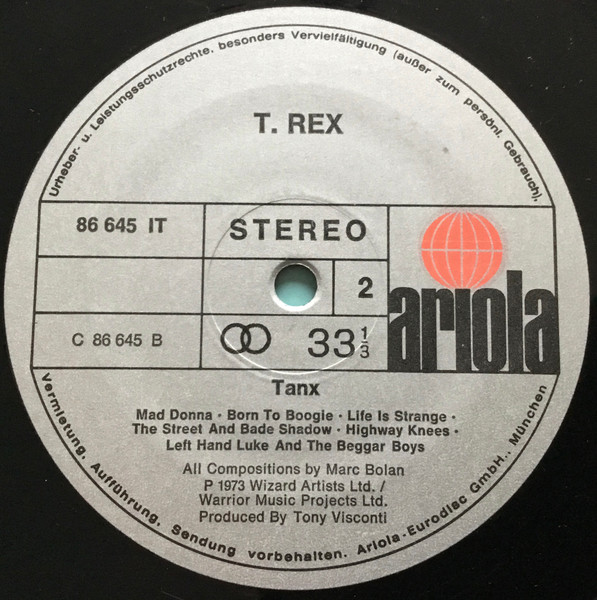 Urheber- u. Leistungsschutzrechte, besonders Vervielfältigung (außer zum persönl. Gebrauch),
T. REX
86 645 IT
STEREO
2
ariola
C 86 645 B
33 1/3
Tanx
Mad Donna · Born To Boogie · Life Is Strange ·
The Street And Bade Shadow · Highway Knees ·
Left Hand Luke And The Beggar Boys
All Compositions by Marc Bolan
P 1973 Wizard Artists Ltd. /
Warrior Music Projects Ltd.
Produced By Tony Visconti
Vermietung, Aufführung, Sendung vorbehalten. Ariola-Eurodisc GmbH., München